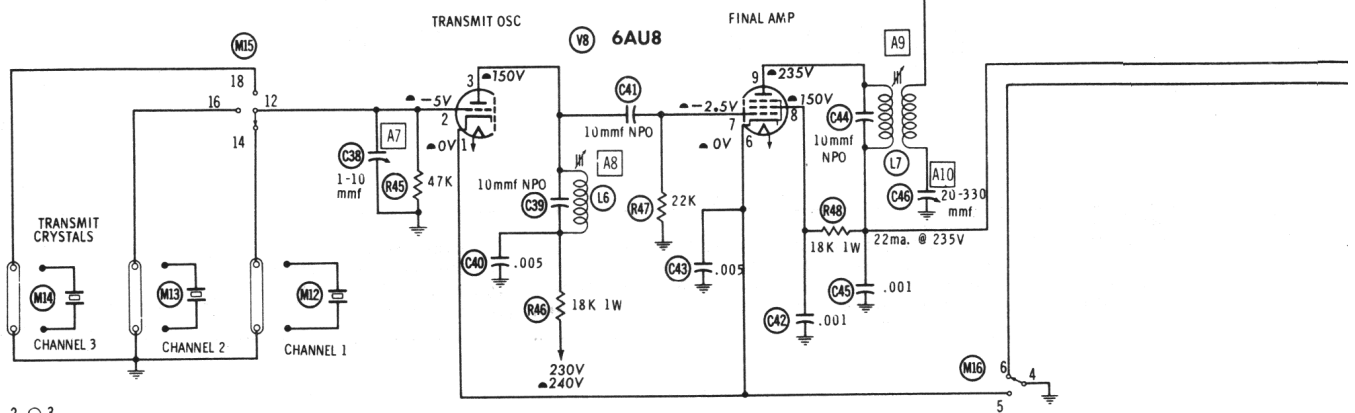 TRANSMIT OSC
FINAL AMP
V8 6AU8
M15
A9
18
3
150V
9
235V
16
12
-5V
C41
-2.5V
150V
2
7
8
C44
10mmf NPO
10mmf
NPO
14
A7
0V
1
0V
6
C38
A8
L7
1-10
mmf
R45
47K
10mmf NPO
C39
L6
R47
22K
A10
C46
20-330
mmf
TRANSMIT
CRYSTALS
R48
18K 1W
22ma. @ 235V
C40
.005
C43
.005
M14
M13
M12
R46
18K 1W
C45
.001
C42
.001
CHANNEL 3
CHANNEL 2
CHANNEL 1
230V
240V
M16
6
4
5
2
3